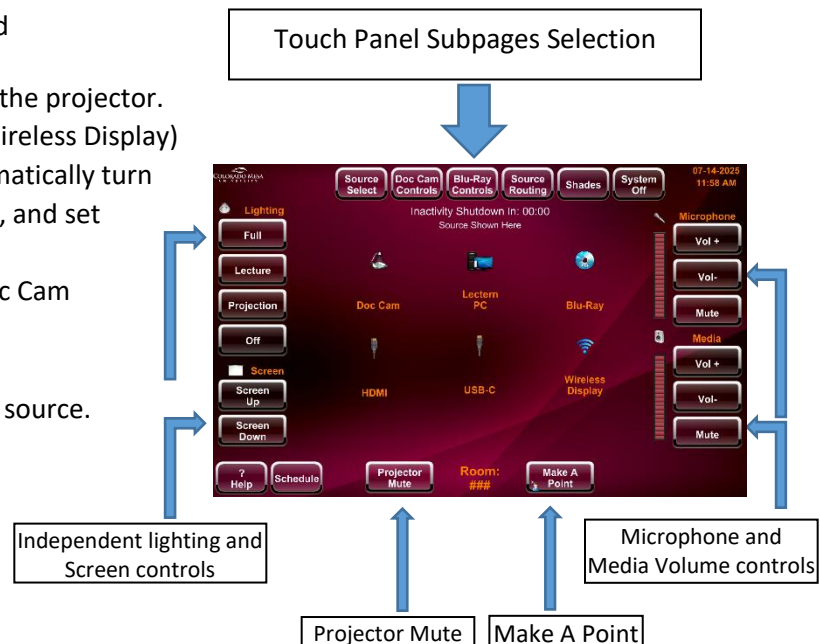 d
the projector.
ireless Display)
matically turn
, and set
c Cam
source.
Touch Panel Subpages Selection
COLORADO MESA
UNIVERSITY
Source
Select
Doc Cam
Controls
Blu-Ray
Controls
Source
Routing
Shades
System
Off
07-14-2025
11:58 AM
Inactivity Shutdown In: 00:00
Source Shown Here
Lighting
Full
Lecture
Projection
Off
Screen
Screen
Up
Screen
Down
Doc Cam
Lectern
PC
Blu-Ray
HDMI
USB-C
Wireless
Display
Microphone
Vol +
Vol-
Mute
Media
Vol +
Vol-
Mute
?
Help
Schedule
Projector
Mute
Room:
###
Make A
Point
Independent lighting and
Screen controls
Microphone and
Media Volume controls
Projector Mute
Make A Point